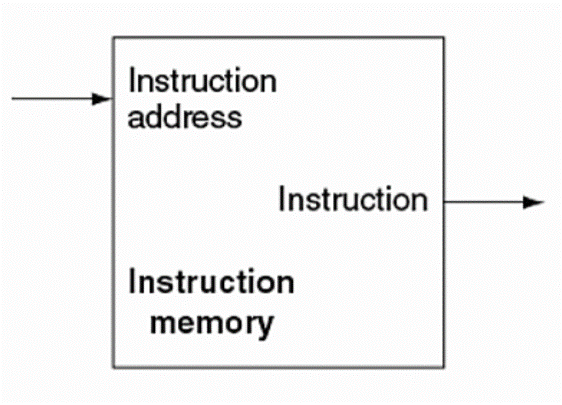 Instruction
address
Instruction
Instruction
memory